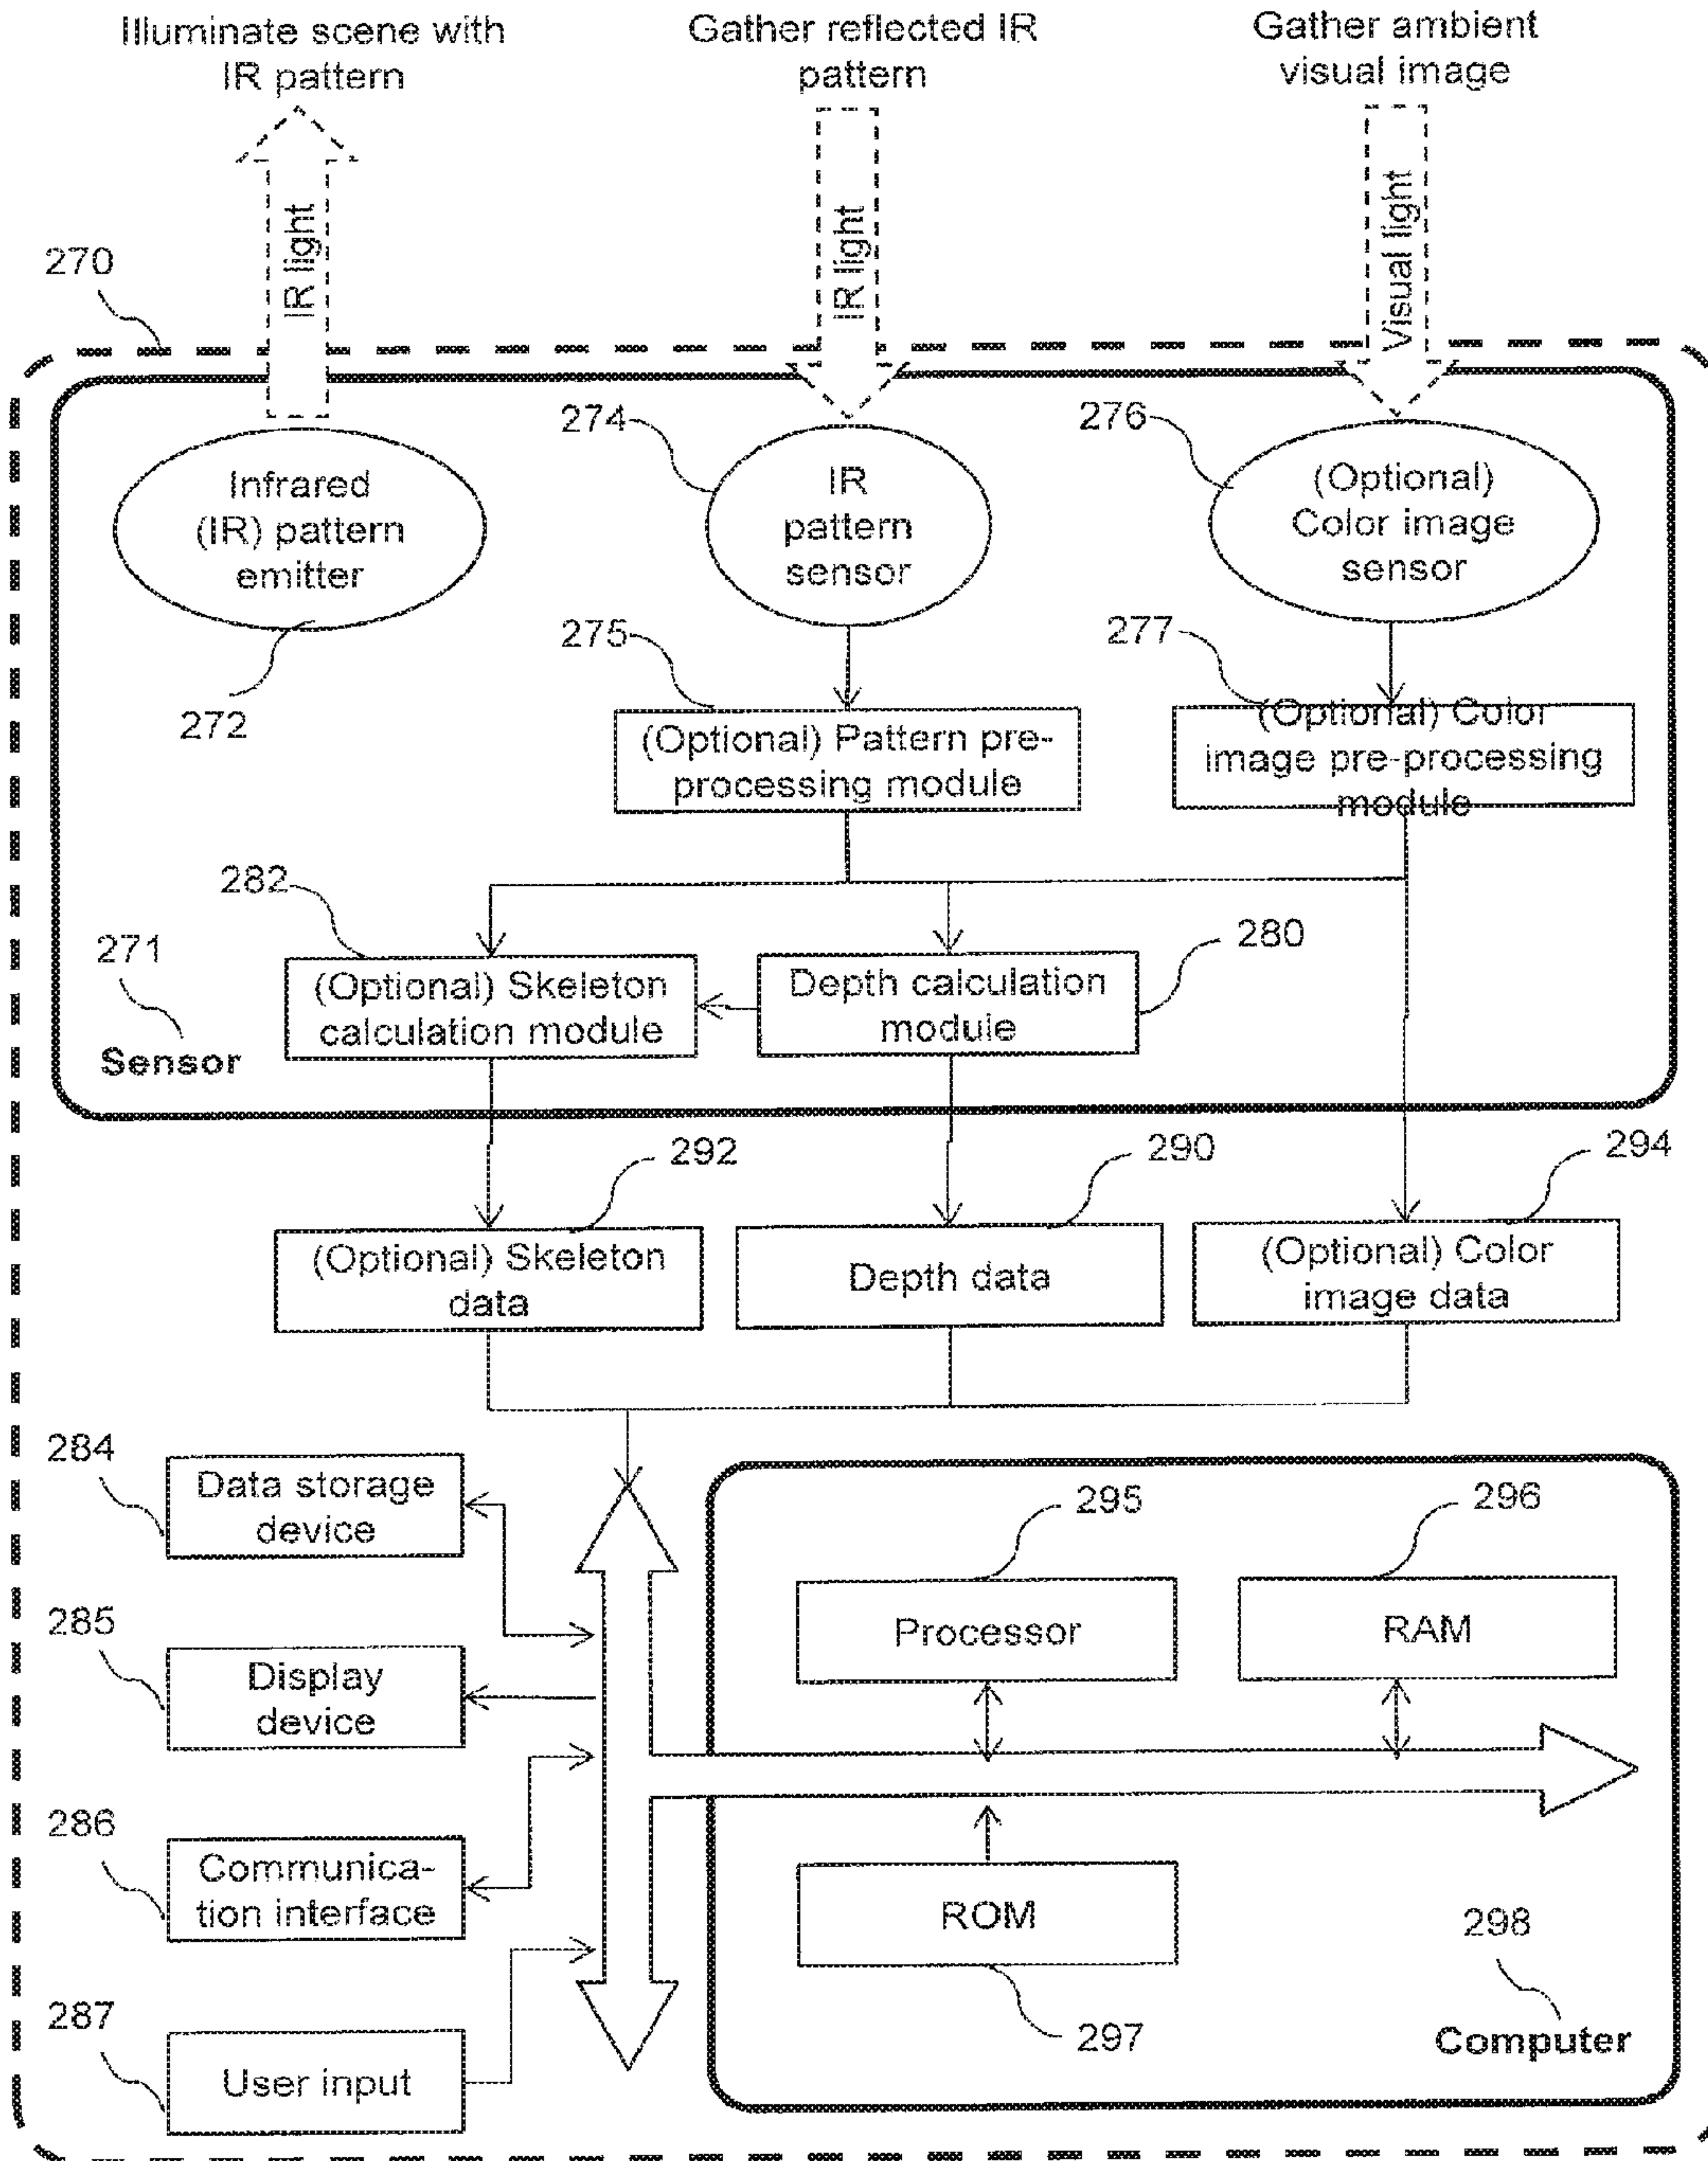 Illuminate scene with
IR pattern
Gather reflected IR
pattern
Gather ambient
visual image
IR light
IR light
Visual light
270
274
276
Infrared
(IR) pattern
emitter
IR
pattern
sensor
(Optional)
Color image
sensor
272
275
277
(Optional) Pattern pre-
processing module
(Optional) Color
image pre-processing
module
282
271
280
(Optional) Skeleton
calculation module
Depth calculation
module
Sensor
292
290
294
(Optional) Skeleton
data
Depth data
(Optional) Color
image data
284
Data storage
device
295
296
285
Processor
RAM
Display
device
286
Communica-
tion interface
ROM
298
287
297
Computer
User input